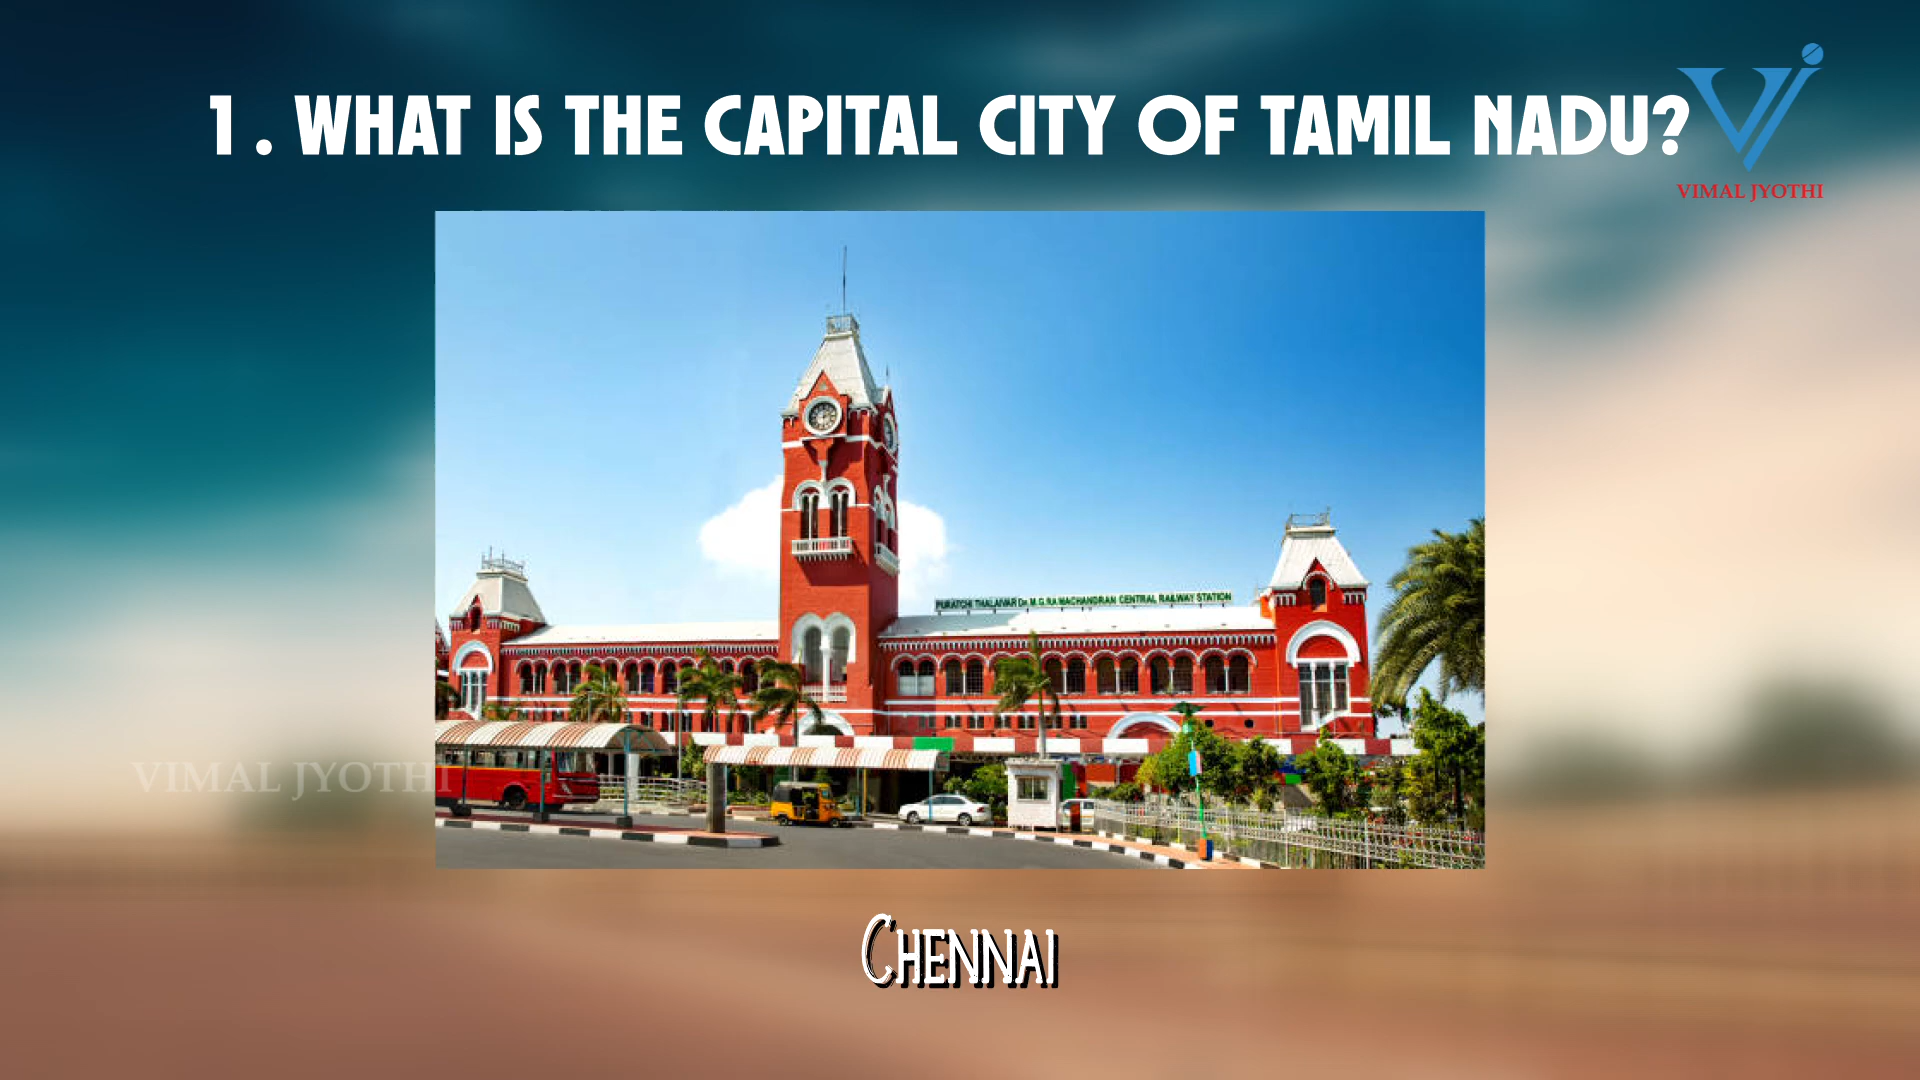 1. WHAT IS THE CAPITAL CITY OF TAMIL NADU?
VIMAL JYOTHI
PURATCHI THALAIVAR Dr. M.G.RAMACHANDRAN CENTRAL RAILWAY STATION
VIMAL JYOTHI
CHENNAI